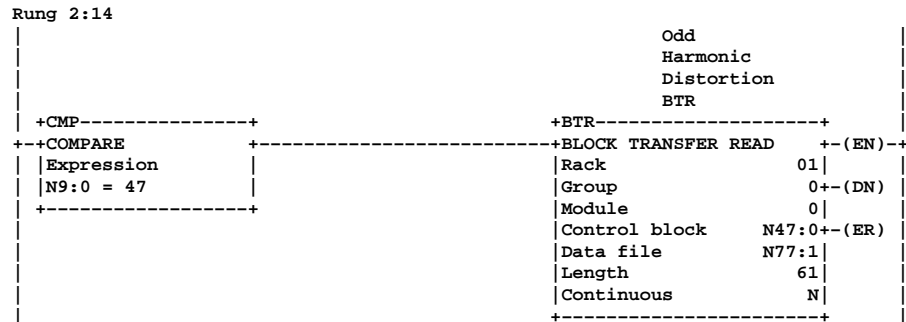 Rung 2:14
|                                                       Odd                |
|                                                       Harmonic           |
|                                                       Distortion         |
|                                                       BTR                |
| +CMP---------------+                         +BTR--------------------+   |
+-+COMPARE           +-------------------------+BLOCK TRANSFER READ    +-(EN)-+
| |Expression        |                         |Rack                 01|   |
| |N9:0 = 47         |                         |Group                 0+-(DN) |
| +------------------+                         |Module                0|   |
|                                              |Control block     N47:0+-(ER) |
|                                              |Data file         N77:1|   |
|                                              |Length               61|   |
|                                              |Continuous            N|   |
|                                              +-----------------------+   |